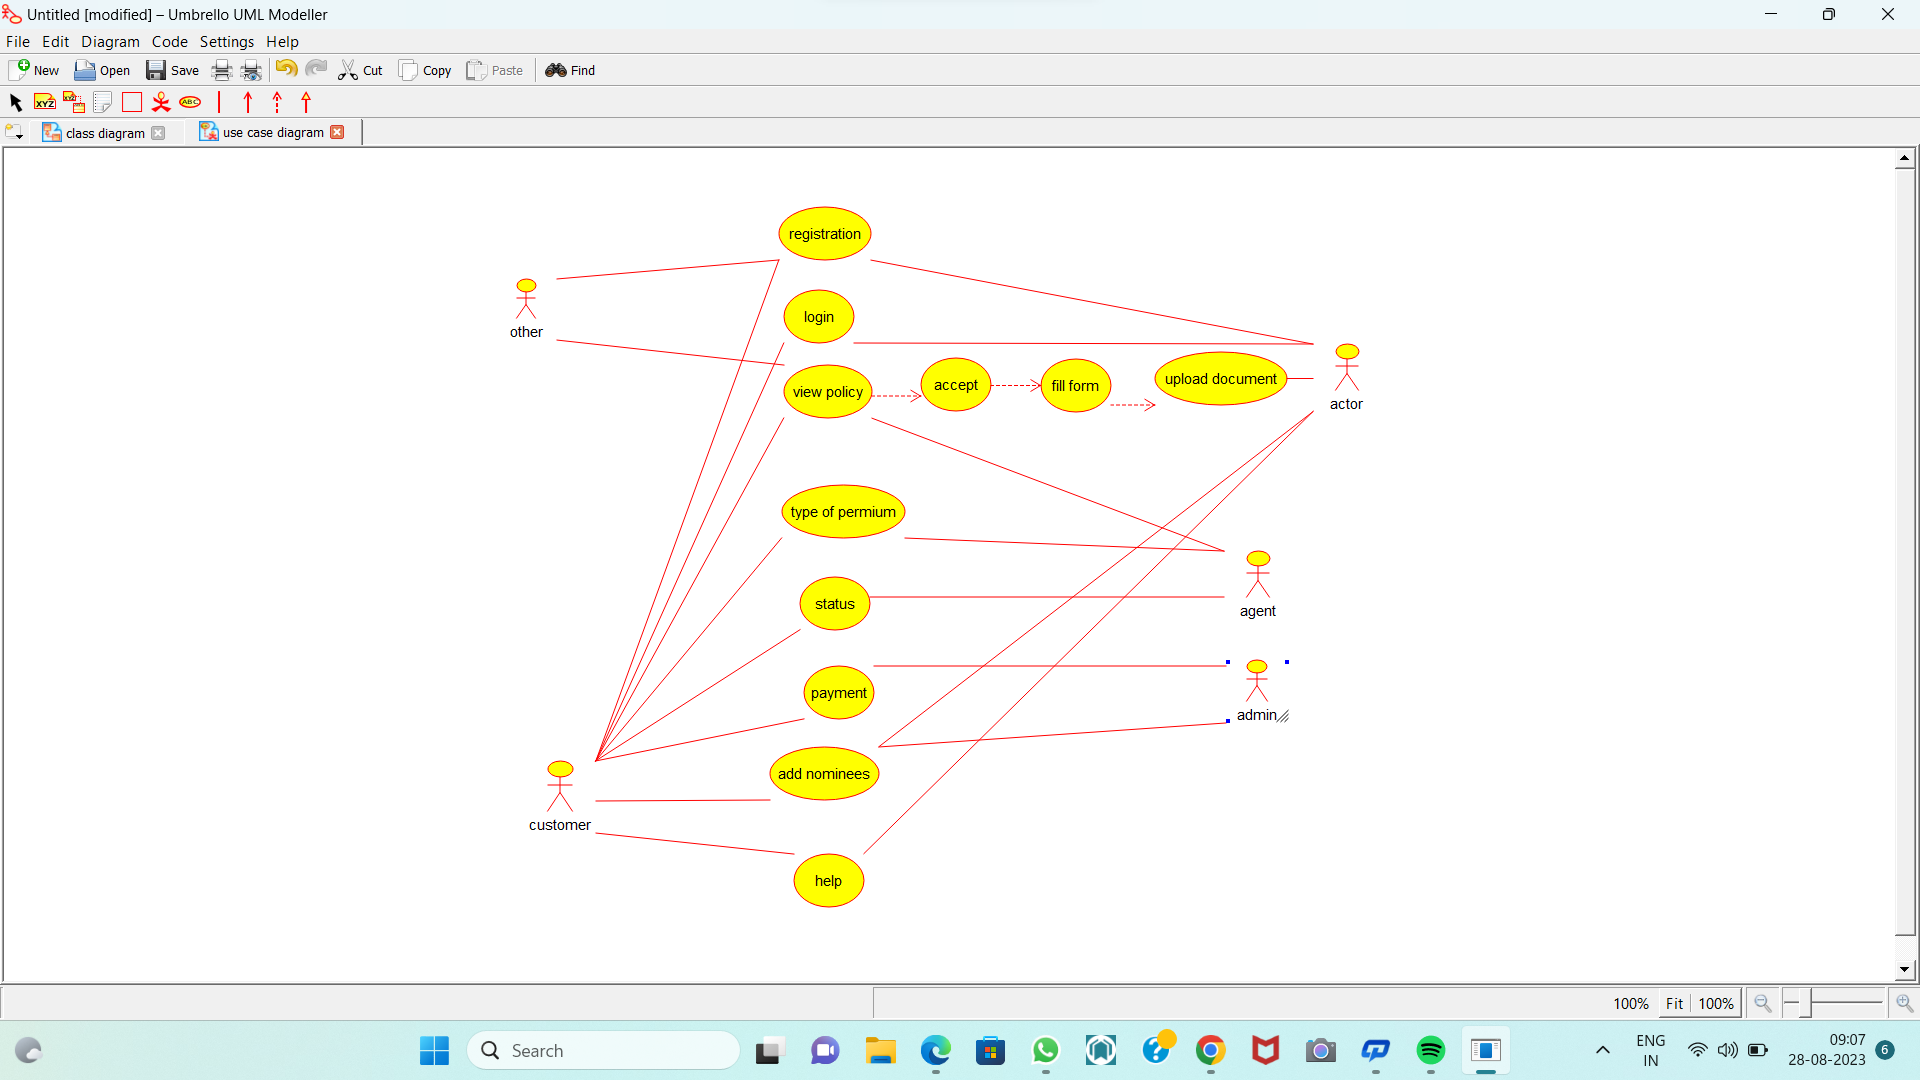 Untitled [modified] – Umbrello UML Modeller
File Edit Diagram Code Settings Help
New Open Save Cut Copy Paste Find
XYZ XYZ ABC
class diagram use case diagram
registration
other
login
view policy
accept
fill form
upload document
actor
type of permium
status
agent
payment
admin
add nominees
customer
help
100% Fit 100%
Search
ENG
IN
09:07
28-08-2023
6